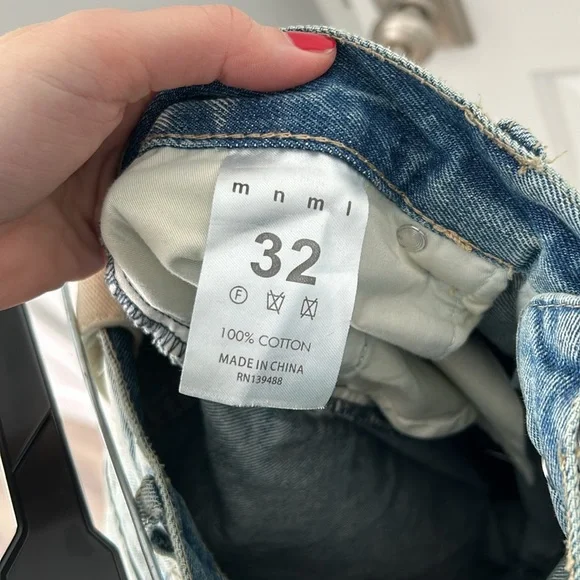 m n m l
32
F
100% COTTON
MADE IN CHINA
RN139488